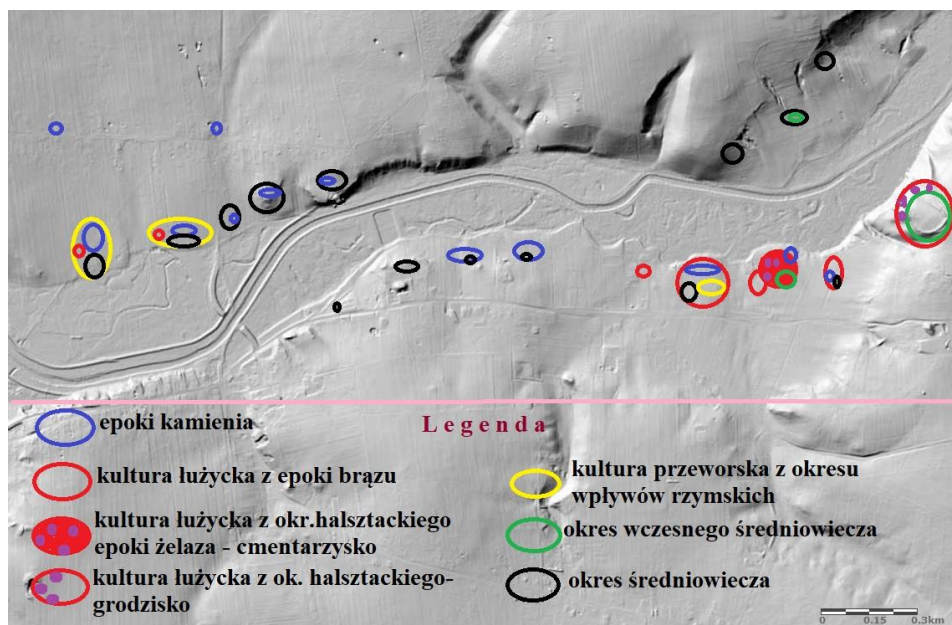 Legenda
epoki kamienia
kultura łużycka z epoki brązu
kultura łużycka z okr.halsztackiego
epoki żelaza - cmentarzysko
kultura łużycka z ok. halsztackiego-
grodzisko
kultura przeworska z okresu
wpływów rzymskich
okres wczesnego średniowiecza
okres średniowiecza
0 0.15 0.3km